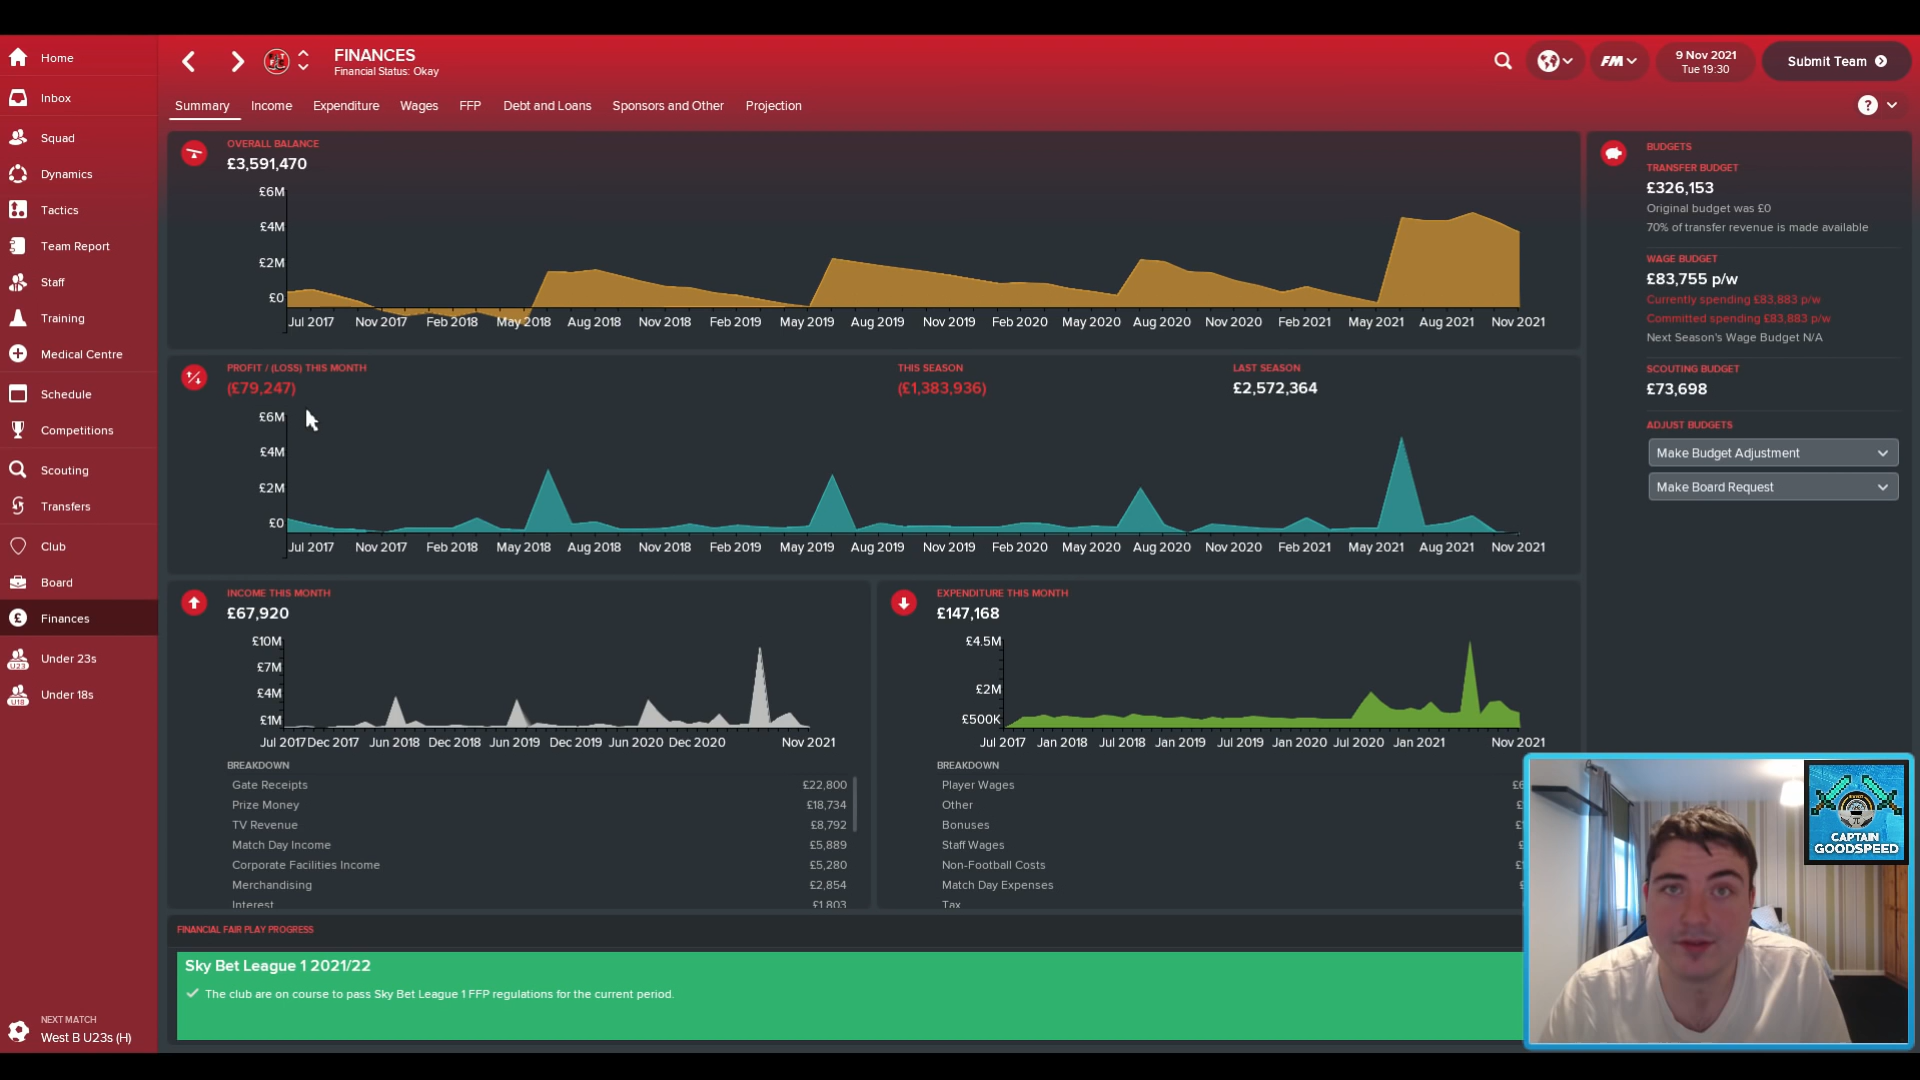 Home
Inbox
Squad
Dynamics
Tactics
Team Report
Staff
Training
Medical Centre
Schedule
Competitions
Scouting
Transfers
Club
Board
Finances
U23
Under 23s
U18
Under 18s
NEXT MATCH
West B U23s (H)
FINANCES
Financial Status: Okay
FM
9 Nov 2021
Tue 19:30
Submit Team
Summary Income Expenditure Wages FFP Debt and Loans Sponsors and Other Projection
?
OVERALL BALANCE
£3,591,470
£6M
£4M
£2M
£0
Jul 2017 Nov 2017 Feb 2018 May 2018 Aug 2018 Nov 2018 Feb 2019 May 2019 Aug 2019 Nov 2019 Feb 2020 May 2020 Aug 2020 Nov 2020 Feb 2021 May 2021 Aug 2021 Nov 2021
PROFIT / (LOSS) THIS MONTH THIS SEASON LAST SEASON
(£79,247) (£1,383,936) £2,572,364
£6M
£4M
£2M
£0
Jul 2017 Nov 2017 Feb 2018 May 2018 Aug 2018 Nov 2018 Feb 2019 May 2019 Aug 2019 Nov 2019 Feb 2020 May 2020 Aug 2020 Nov 2020 Feb 2021 May 2021 Aug 2021 Nov 2021
INCOME THIS MONTH
£67,920
£10M
£7M
£4M
£1M
Jul 2017 Dec 2017 Jun 2018 Dec 2018 Jun 2019 Dec 2019 Jun 2020 Dec 2020 Nov 2021
BREAKDOWN
Gate Receipts £22,800
Prize Money £18,734
TV Revenue £8,792
Match Day Income £5,889
Corporate Facilities Income £5,280
Merchandising £2,854
Interest £1,803
EXPENDITURE THIS MONTH
£147,168
£4.5M
£2M
£500K
Jul 2017 Jan 2018 Jul 2018 Jan 2019 Jul 2019 Jan 2020 Jul 2020 Jan 2021 Nov 2021
BREAKDOWN
Player Wages
Other
Bonuses
Staff Wages
Non-Football Costs
Match Day Expenses
Tax
FINANCIAL FAIR PLAY PROGRESS
Sky Bet League 1 2021/22
The club are on course to pass Sky Bet League 1 FFP regulations for the current period.
BUDGETS
TRANSFER BUDGET
£326,153
Original budget was £0
70% of transfer revenue is made available
WAGE BUDGET
£83,755 p/w
Currently spending £83,883 p/w
Committed spending £83,883 p/w
Next Season's Wage Budget N/A
SCOUTING BUDGET
£73,698
ADJUST BUDGETS
Make Budget Adjustment
Make Board Request
CAPTAIN
GOODSPEED